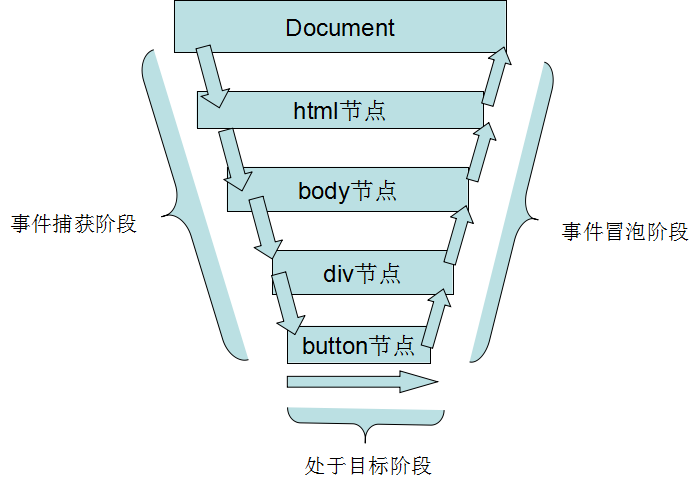 Document
html节点
body节点
事件捕获阶段
事件冒泡阶段
div节点
button节点
处于目标阶段